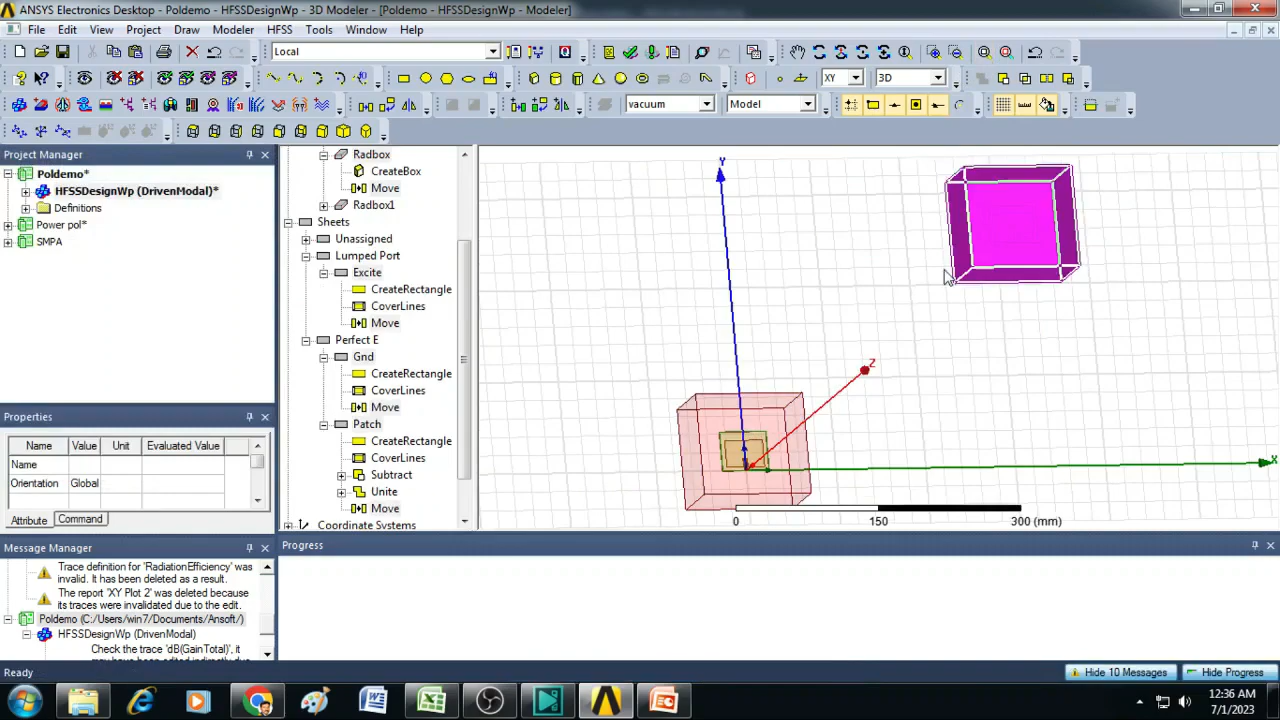 ANSYS Electronics Desktop - Poldemo - HFSSDesignWp - 3D Modeler - [Poldemo - HFSSDesignWp - Modeler]
File Edit View Project Draw Modeler HFSS Tools Window Help
Local
XY 3D
vacuum Model
Project Manager
Poldemo*
HFSSDesignWp (DrivenModal)*
Definitions
Power pol*
SMPA
Radbox
CreateBox
Move
Radbox1
Sheets
Unassigned
Lumped Port
Excite
CreateRectangle
CoverLines
Move
Perfect E
Gnd
CreateRectangle
CoverLines
Move
Patch
CreateRectangle
CoverLines
Subtract
Unite
Move
Coordinate Systems
Y
Z
X
0 150 300 (mm)
Properties
Name Value Unit Evaluated Value
Name
Orientation Global
Attribute Command
Message Manager
Trace definition for 'RadiationEfficiency' was
invalid. It has been deleted as a result.
The report 'XY Plot 2' was deleted because
its traces were invalidated due to the edit.
Poldemo (C:/Users/win7/Documents/Ansoft/)
HFSSDesignWp (DrivenModal)
Check the trace 'dB(GainTotal)', it
Progress
Ready
Hide 10 Messages Hide Progress
12:36 AM
7/1/2023